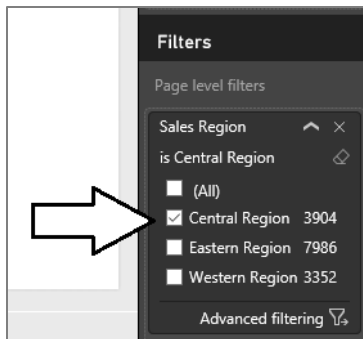 Filters
Page level filters
Sales Region
is Central Region
(All)
Central Region 3904
Eastern Region 7986
Western Region 3352
Advanced filtering